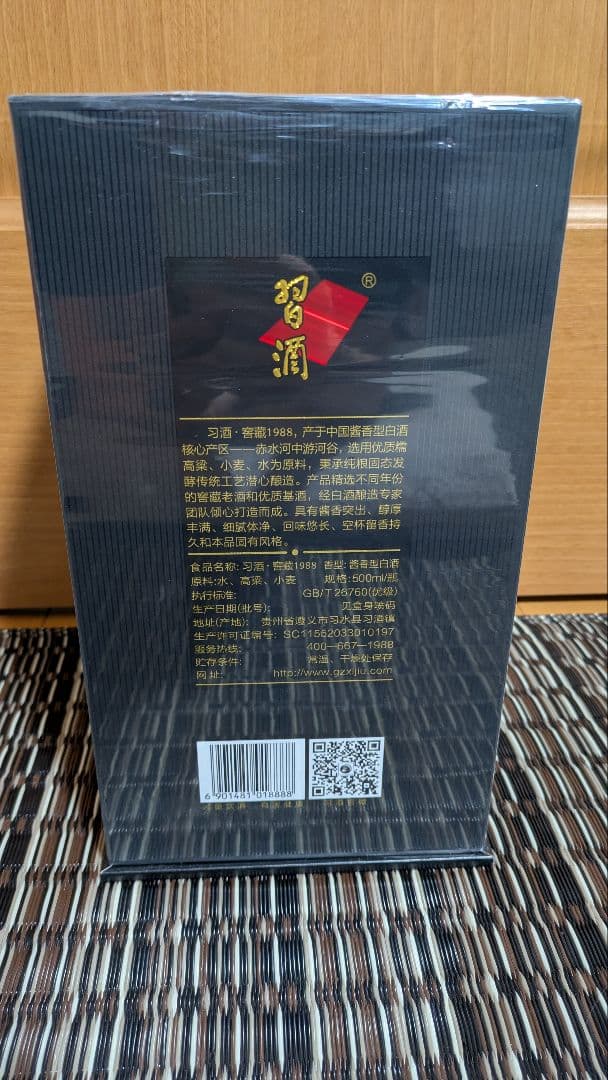 習酒
®
习酒·窖藏1988，产于中国酱香型白酒
核心产区——赤水河中游河谷，选用优质糯
高粱、小麦、水为原料，秉承纯粮固态发
酵传统工艺潜心酿造。产品精选不同年份
的窖藏老酒和优质基酒，经白酒酿造专家
团队倾心打造而成。具有酱香突出、醇厚
丰满、细腻体净、回味悠长、空杯留香持
久和本品固有风格。
食品名称: 习酒·窖藏1988 香型: 酱香型白酒
原料:水、高粱、小麦 规格:500ml/瓶
执行标准: GB/T 26760(优级)
生产日期(批号): 见盒身喷码
地址(产地): 贵州省遵义市习水县习酒镇
生产许可证编号: SC11552033010197
服务热线: 400-667-1988
贮存条件: 常温、干燥处保存
网 址: http://www.gzxijiu.com
6 901481 018888